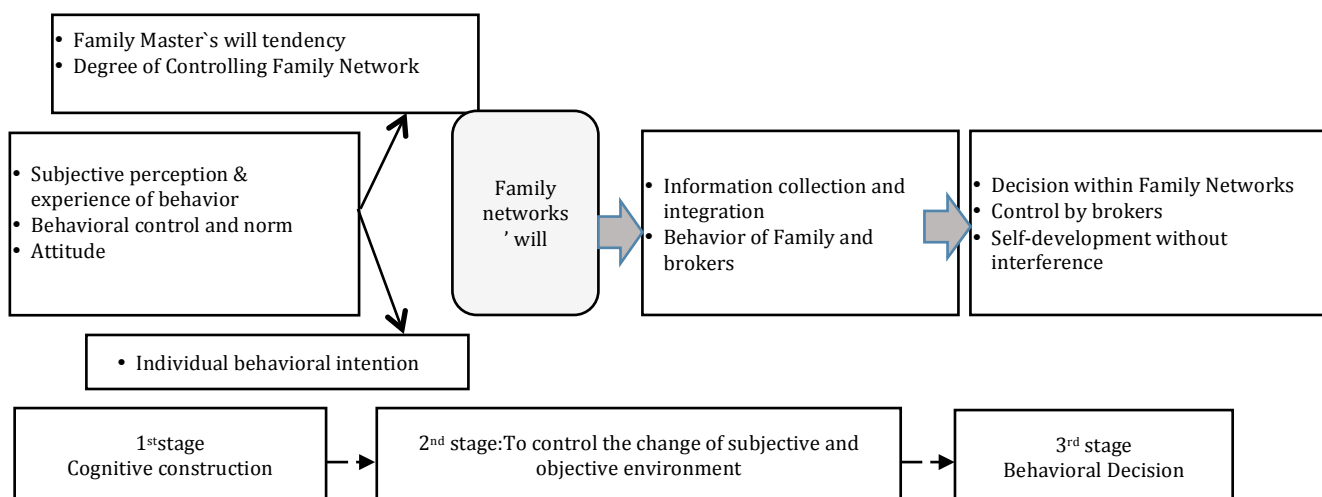 • Family Master`s will tendency
• Degree of Controlling Family Network
• Subjective perception &
experience of behavior
• Behavioral control and norm
• Attitude
Family
networks
’ will
• Information collection and
integration
• Behavior of Family and
brokers
• Decision within Family Networks
• Control by brokers
• Self-development without
interference
• Individual behavioral intention
1ststage
Cognitive construction
2nd stage:To control the change of subjective and
objective environment
3rd stage
Behavioral Decision